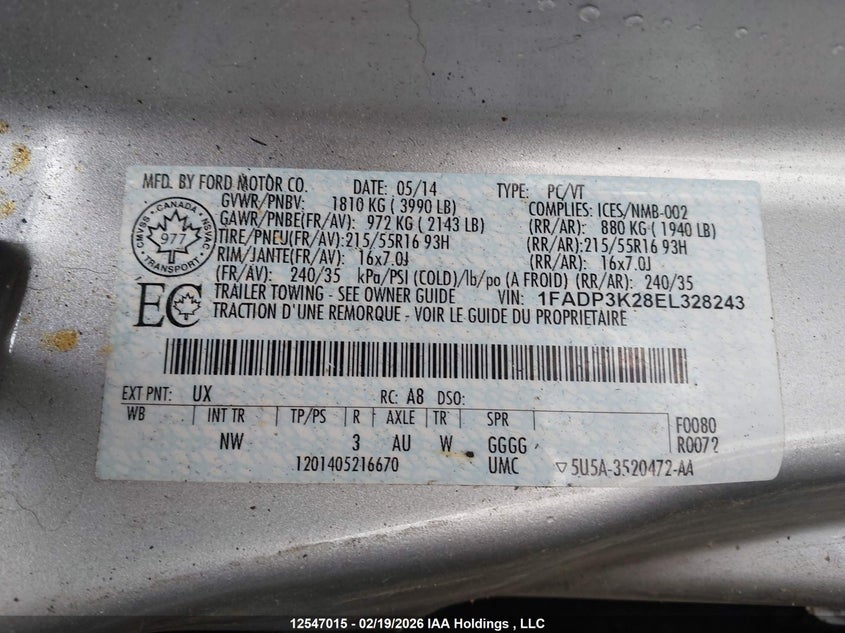 MFD. BY FORD MOTOR CO. DATE: 05/14 TYPE: PC/VT
GVWR/PNBV: 1810 KG ( 3990 LB) COMPLIES: ICES/NMB-002
GAWR/PNBE(FR/AV): 972 KG ( 2143 LB) (RR/AR): 880 KG ( 1940 LB)
TIRE/PNEU(FR/AV): 215/55R16 93H (RR/AR): 215/55R16 93H
RIM/JANTE(FR/AV): 16x7.0J (RR/AR): 16x7.0J
(FR/AV): 240/35 kPa/PSI (COLD)/lb/po (A FROID) (RR/AR): 240/35
TRAILER TOWING - SEE OWNER GUIDE VIN: 1FADP3K28EL328243
TRACTION D'UNE REMORQUE - VOIR LE GUIDE DU PROPRIETAIRE
CMVSS • CANADA • NSVAC
977
• TRANSPORT •
EC
EXT PNT: UX RC: A8 DSO:
WB INT TR TP/PS R AXLE TR SPR F0080
NW 3 AU W GGGG R0072
1201405216670 UMC ▽5U5A-3520472-AA
12547015 - 02/19/2026 IAA Holdings , LLC